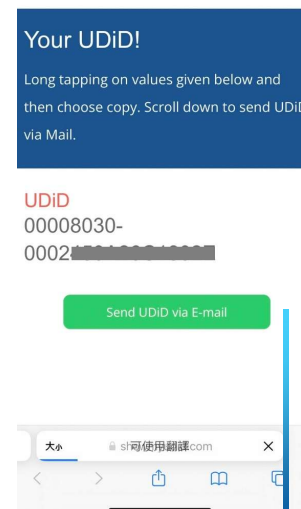 Your UDiD!
Long tapping on values given below and
then choose copy. Scroll down to send UDiD
via Mail.
UDiD
00008030-
0002
Send UDiD via E-mail
大小 可使用翻譯 com